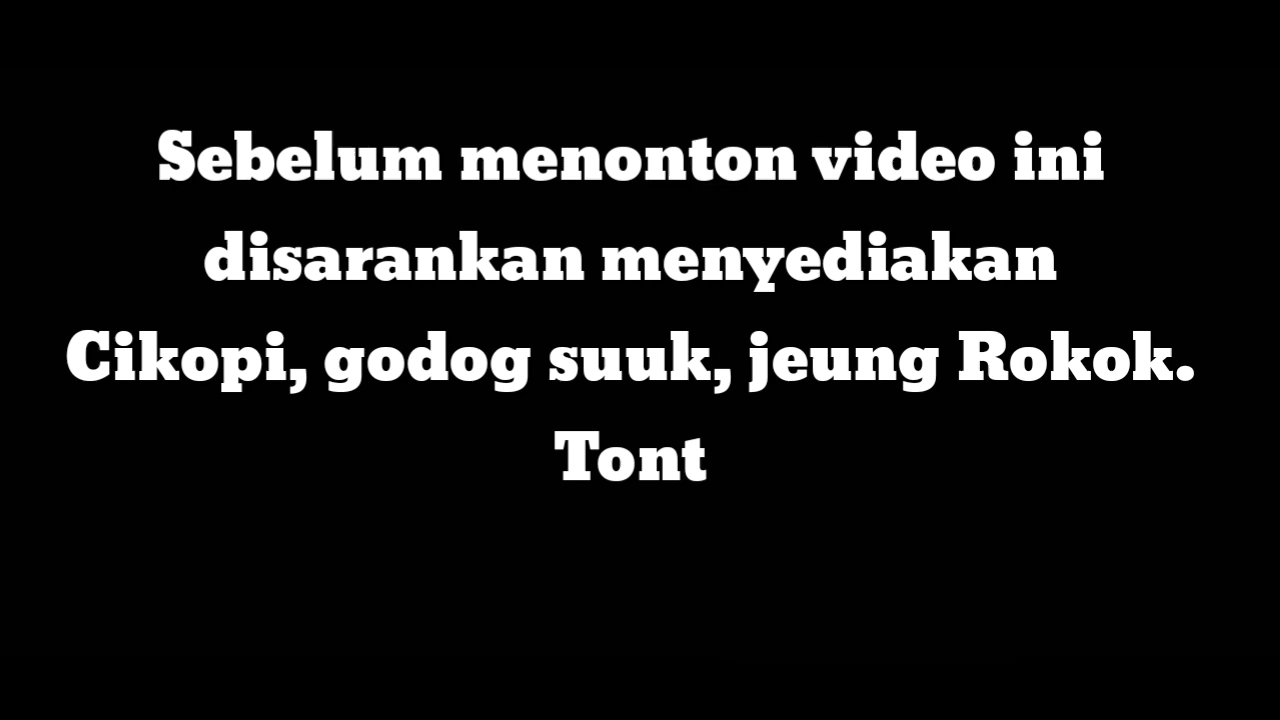 Sebelum menonton video ini
disarankan menyediakan
Cikopi, godog suuk, jeung Rokok.
Tont